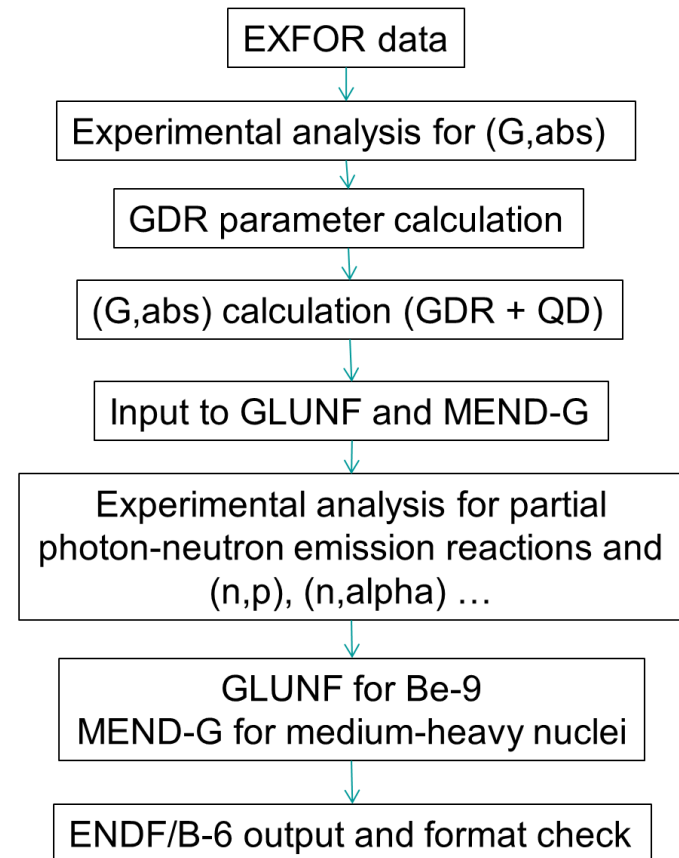 EXFOR data
Experimental analysis for (G,abs)
GDR parameter calculation
(G,abs) calculation (GDR + QD)
Input to GLUNF and MEND-G
Experimental analysis for partial
photon-neutron emission reactions and
(n,p), (n,alpha) …
GLUNF for Be-9
MEND-G for medium-heavy nuclei
ENDF/B-6 output and format check